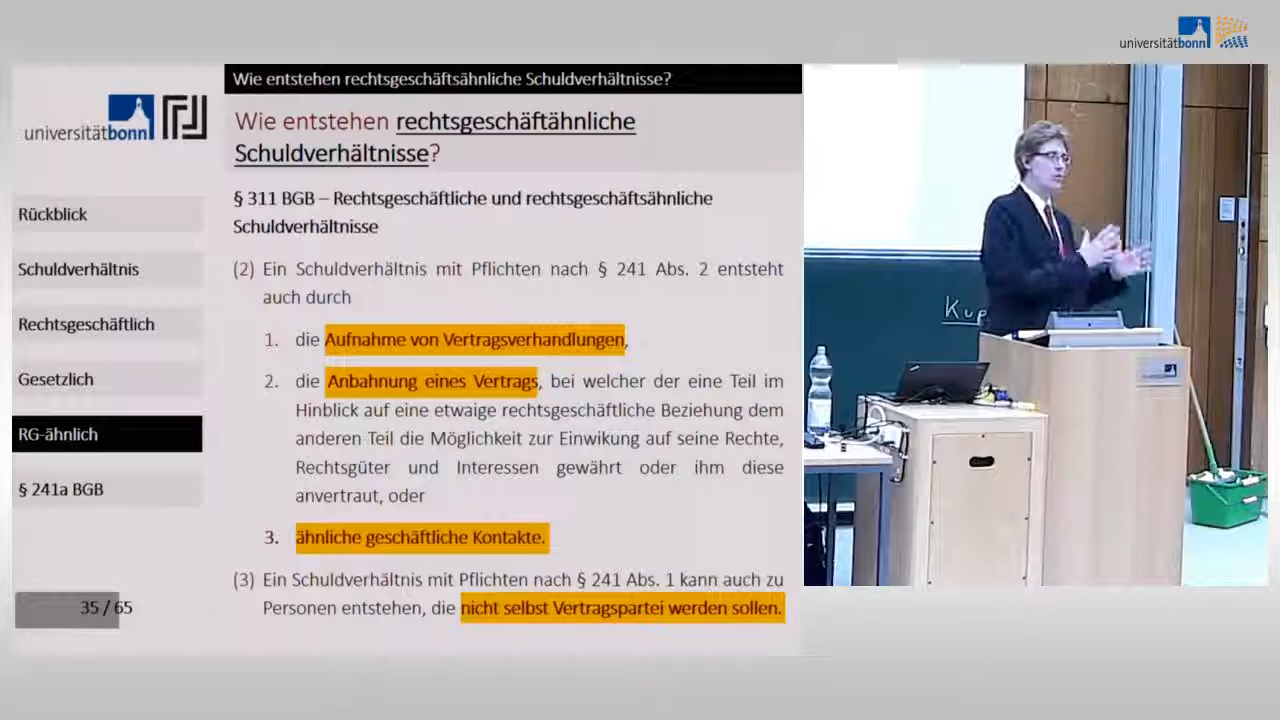 universitätbonn
Wie entstehen rechtsgeschäftsähnliche Schuldverhältnisse?
universitätbonn
Wie entstehen rechtsgeschäftähnliche
Schuldverhältnisse?
§ 311 BGB – Rechtsgeschäftliche und rechtsgeschäftsähnliche
Schuldverhältnisse
Rückblick
Schuldverhältnis
Rechtsgeschäftlich
Gesetzlich
RG-ähnlich
§ 241a BGB
35 / 65
(2) Ein Schuldverhältnis mit Pflichten nach § 241 Abs. 2 entsteht
auch durch
1. die Aufnahme von Vertragsverhandlungen,
2. die Anbahnung eines Vertrags, bei welcher der eine Teil im
Hinblick auf eine etwaige rechtsgeschäftliche Beziehung dem
anderen Teil die Möglichkeit zur Einwikung auf seine Rechte,
Rechtsgüter und Interessen gewährt oder ihm diese
anvertraut, oder
3. ähnliche geschäftliche Kontakte.
(3) Ein Schuldverhältnis mit Pflichten nach § 241 Abs. 1 kann auch zu
Personen entstehen, die nicht selbst Vertragspartei werden sollen.